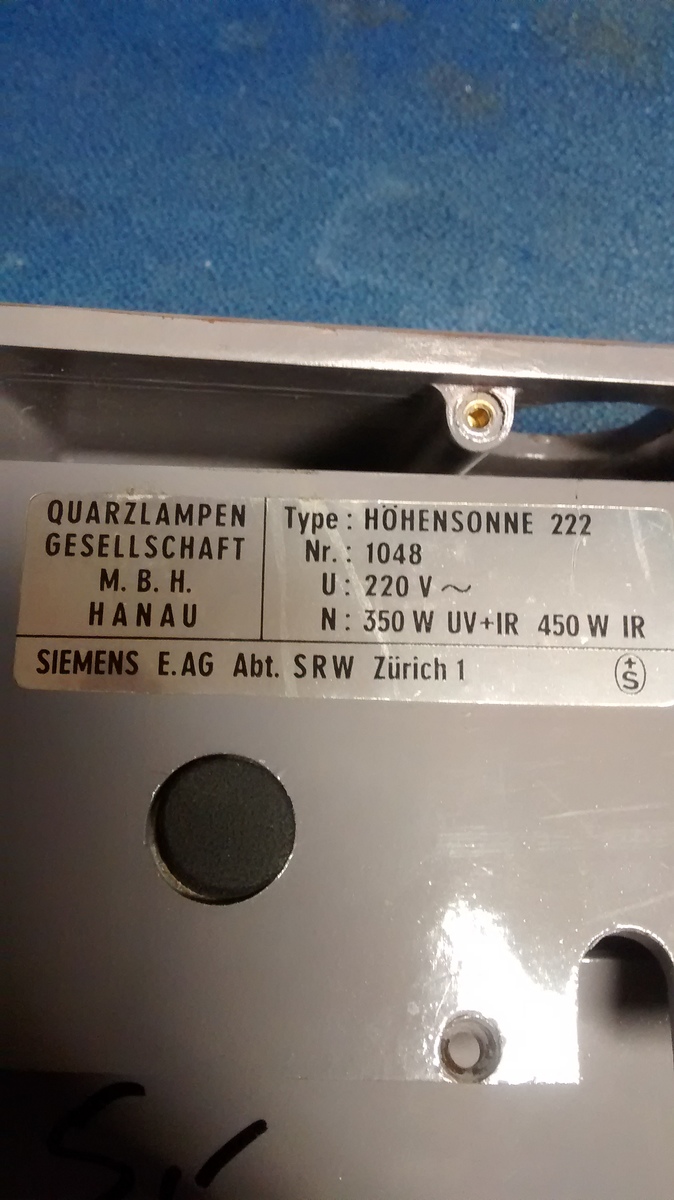 QUARZLAMPEN
GESELLSCHAFT
M. B. H.
HANAU
Type : HÖHENSONNE 222
Nr. : 1048
U : 220 V ~
N : 350 W UV+IR 450 W IR
SIEMENS E.AG Abt. SRW Zürich 1
+S